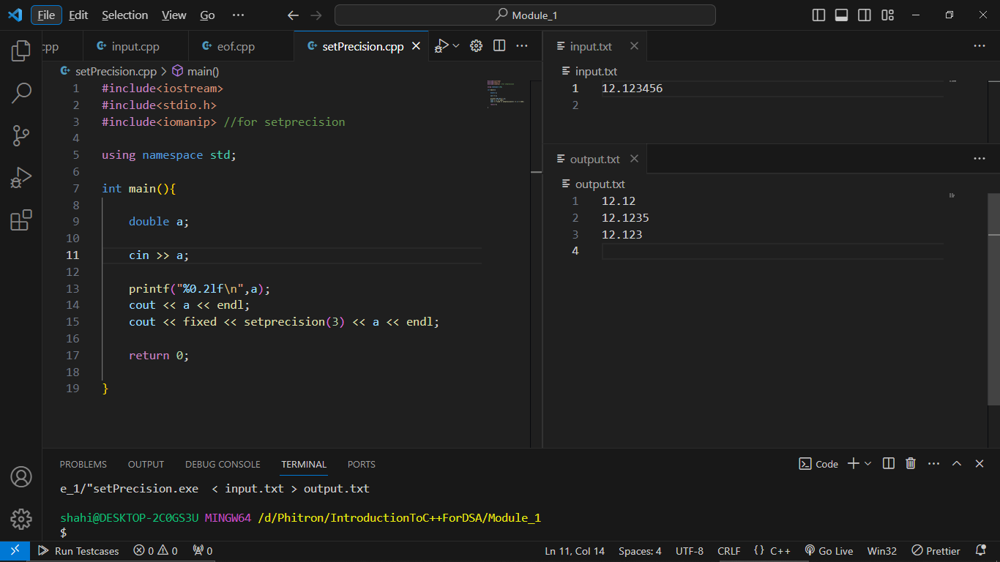 File Edit Selection View Go ··· Module_1
cpp input.cpp eof.cpp setPrecision.cpp
setPrecision.cpp > main()
1 #include<iostream>
2 #include<stdio.h>
3 #include<iomanip> //for setprecision
4
5 using namespace std;
6
7 int main(){
8
9 double a;
10
11 cin >> a;
12
13 printf("%0.2lf\n",a);
14 cout << a << endl;
15 cout << fixed << setprecision(3) << a << endl;
16
17 return 0;
18
19 }
input.txt
input.txt
1 12.123456
2
output.txt
output.txt
1 12.12
2 12.1235
3 12.123
4
PROBLEMS OUTPUT DEBUG CONSOLE TERMINAL PORTS Code
e_1/"setPrecision.exe < input.txt > output.txt
shahi@DESKTOP-2C0GS3U MINGW64 /d/Phitron/IntroductionToC++ForDSA/Module_1
$
Run Testcases 0 0 0 Ln 11, Col 14 Spaces: 4 UTF-8 CRLF {} C++ Go Live Win32 Prettier